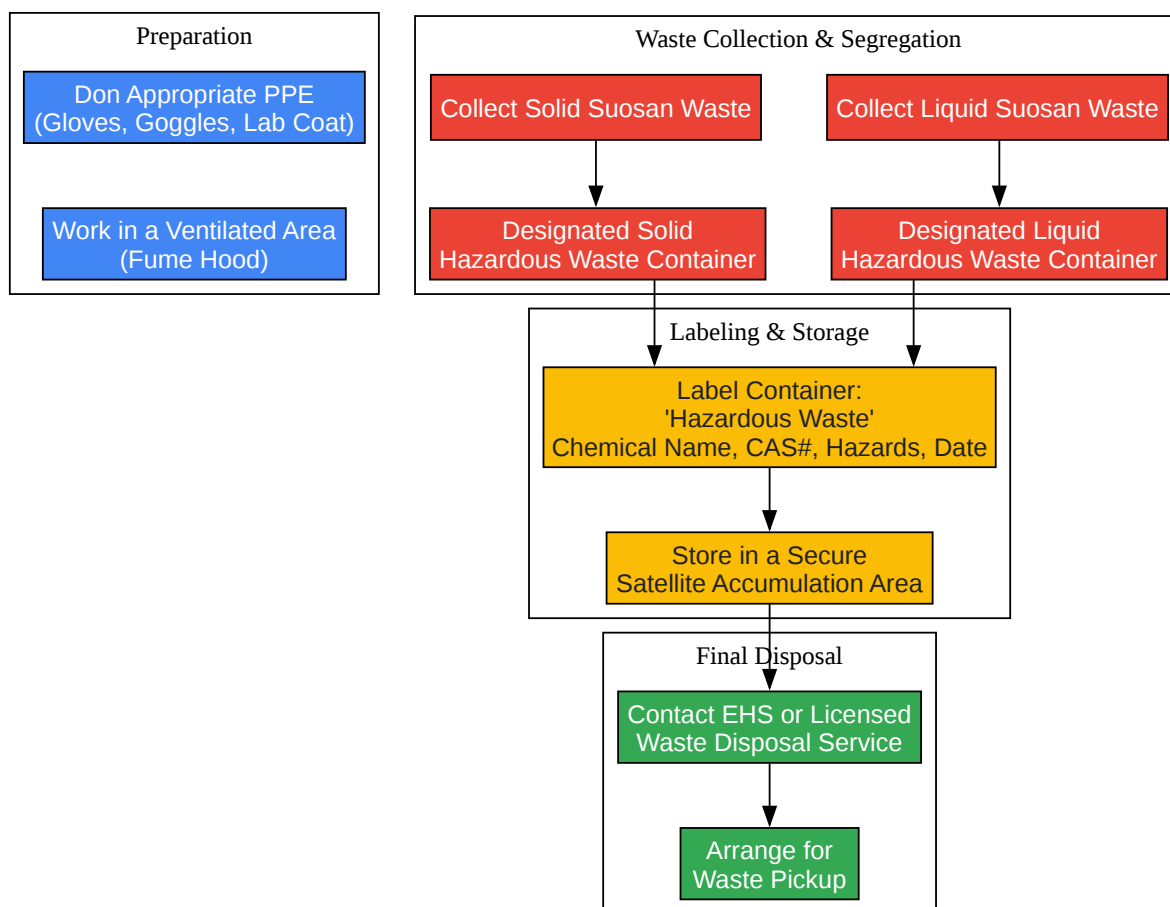 Preparation
Don Appropriate PPE
(Gloves, Goggles, Lab Coat)
Work in a Ventilated Area
(Fume Hood)
Waste Collection & Segregation
Collect Solid Suosan Waste
Collect Liquid Suosan Waste
Designated Solid
Hazardous Waste Container
Designated Liquid
Hazardous Waste Container
Labeling & Storage
Label Container:
'Hazardous Waste'
Chemical Name, CAS#, Hazards, Date
Store in a Secure
Satellite Accumulation Area
Final Disposal
Contact EHS or Licensed
Waste Disposal Service
Arrange for
Waste Pickup